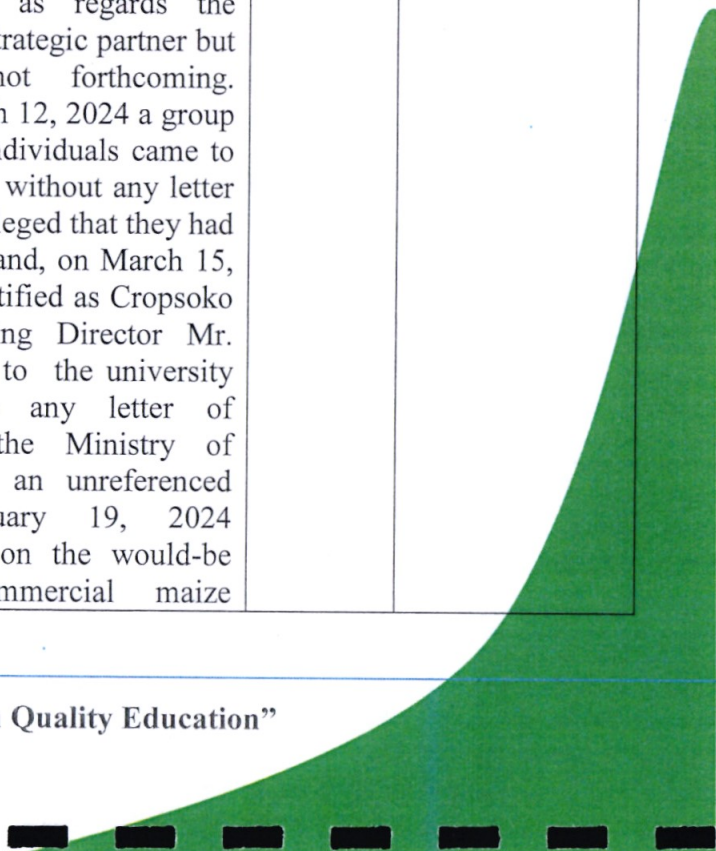 as regards the
trategic partner but
not forthcoming.
12, 2024 a group
dividuals came to
without any letter
leged that they had
and, on March 15,
tified as Cropsoko
ng Director Mr.
to the university
any letter of
the Ministry of
an unreferenced
uary 19, 2024
on the would-be
mmercial maize
Quality Education”